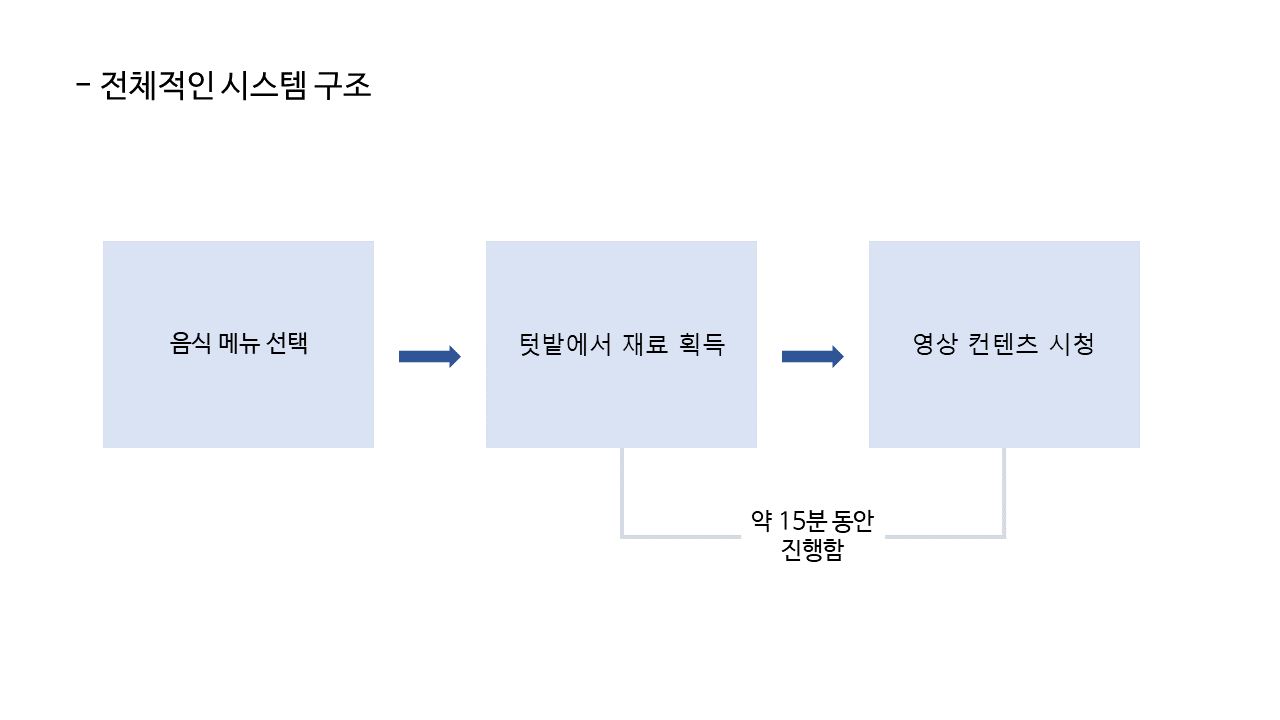 - 전체적인 시스템 구조
음식 메뉴 선택
텃밭에서 재료 획득
영상 컨텐츠 시청
약 15분 동안
진행함